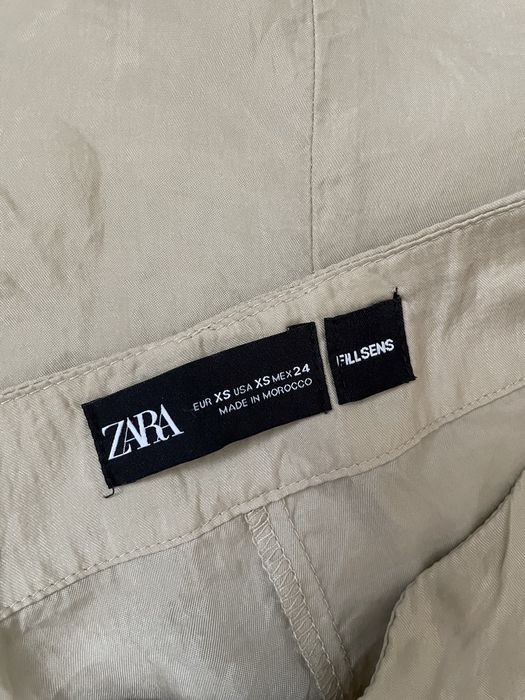 ZARA
EUR XS USA XS MEX 24
MADE IN MOROCCO
FILLSENS